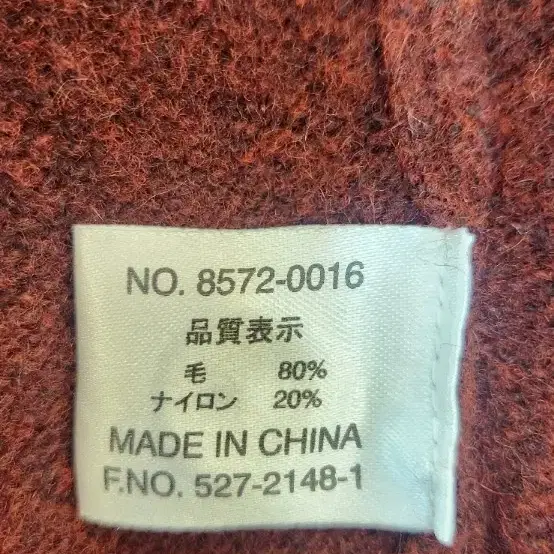 NO. 8572-0016
品質表示
毛 80%
ナイロン 20%
MADE IN CHINA
F.NO. 527-2148-1